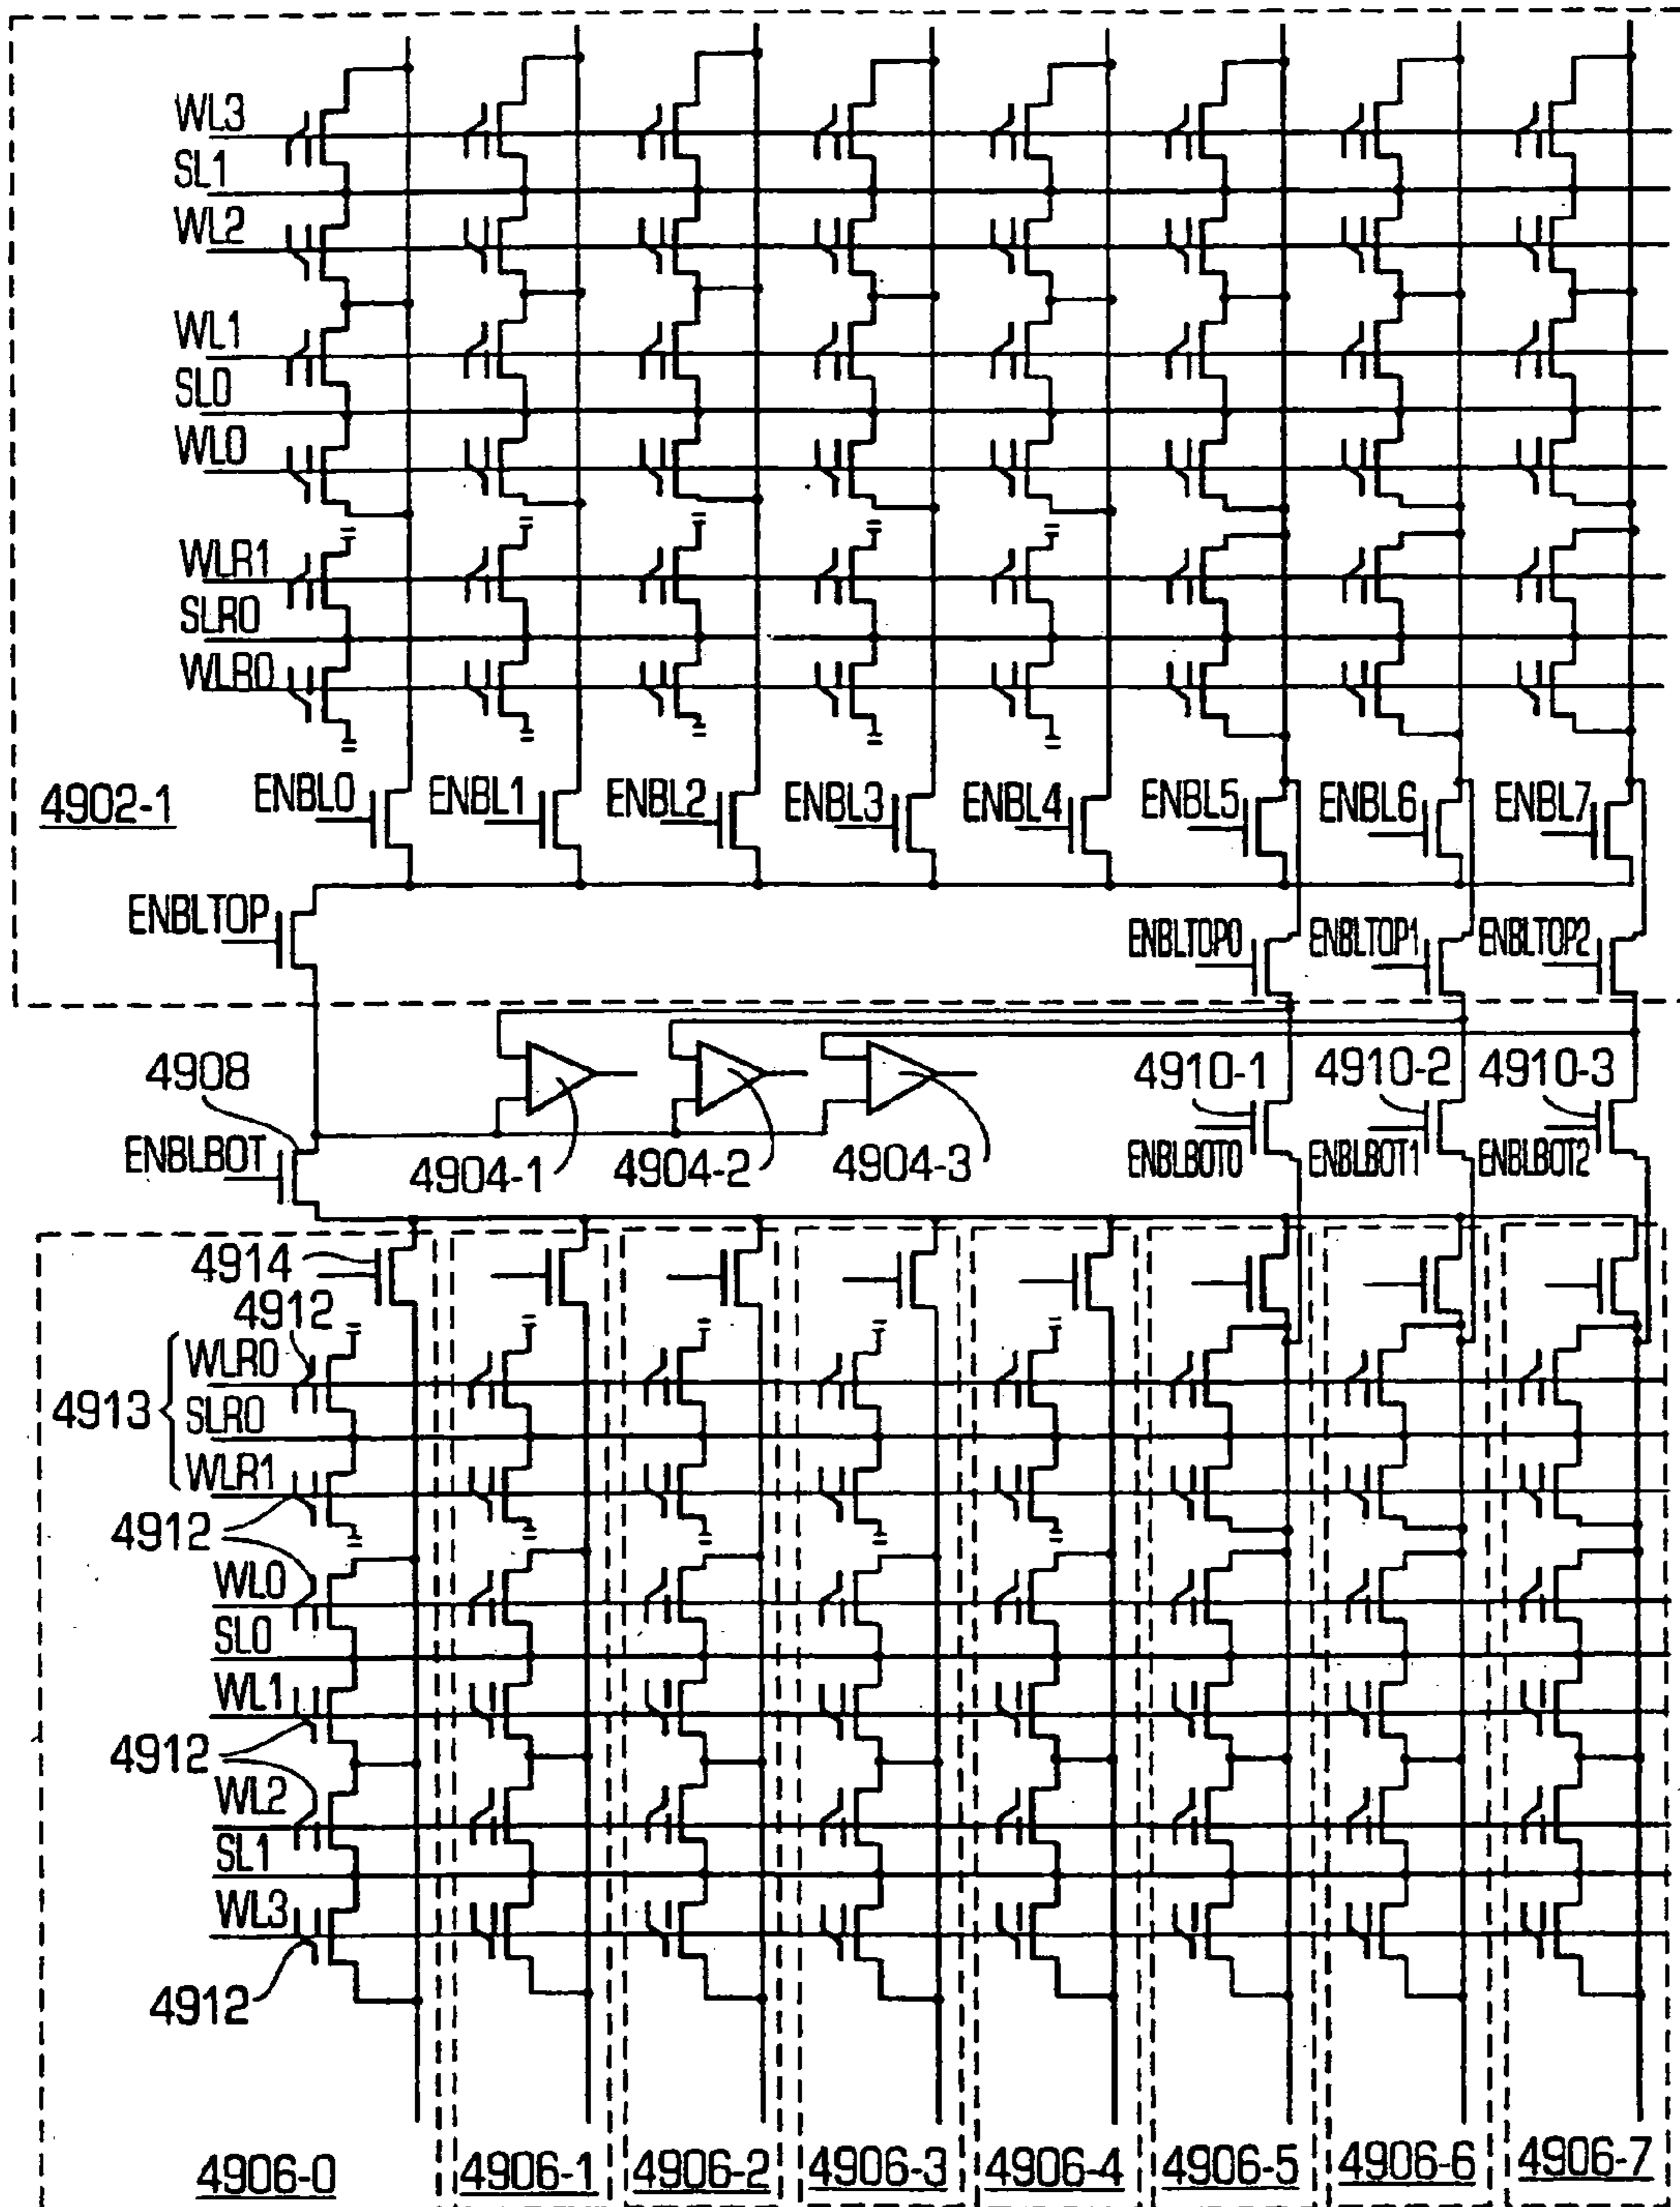 WL3
SL1
WL2
WL1
SL0
WL0
WLR1
SLR0
WLR0
4902-1
ENBL0 ENBL1 ENBL2 ENBL3 ENBL4 ENBL5 ENBL6 ENBL7
ENBLTOP ENBLTOP0 ENBLTOP1 ENBLTOP2
4908 4910-1 4910-2 4910-3
ENBLBOT 4904-1 4904-2 4904-3 ENBLBOT0 ENBLBOT1 ENBLBOT2
4914
4912
WLR0
4913 SLR0
WLR1
4912
WL0
SL0
WL1
4912
WL2
SL1
WL3
4912
4906-0 4906-1 4906-2 4906-3 4906-4 4906-5 4906-6 4906-7